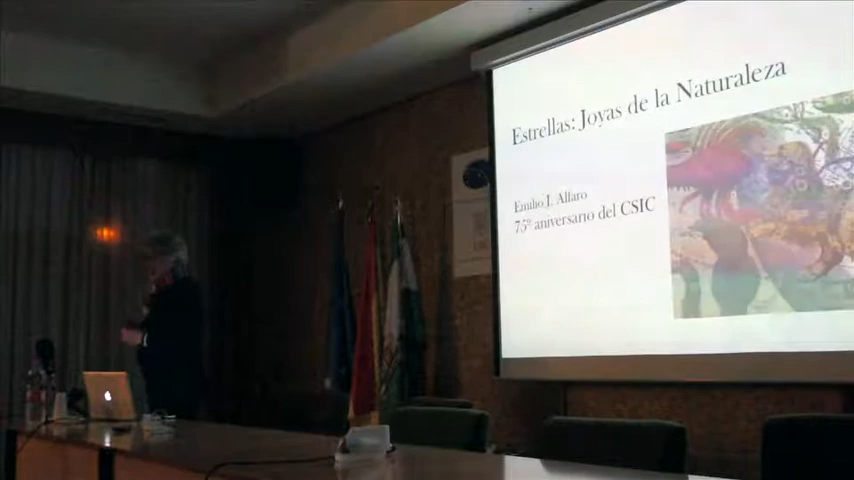 Estrellas: Joyas de la Naturaleza
Emilio J. Alfaro
75º aniversario del CSIC